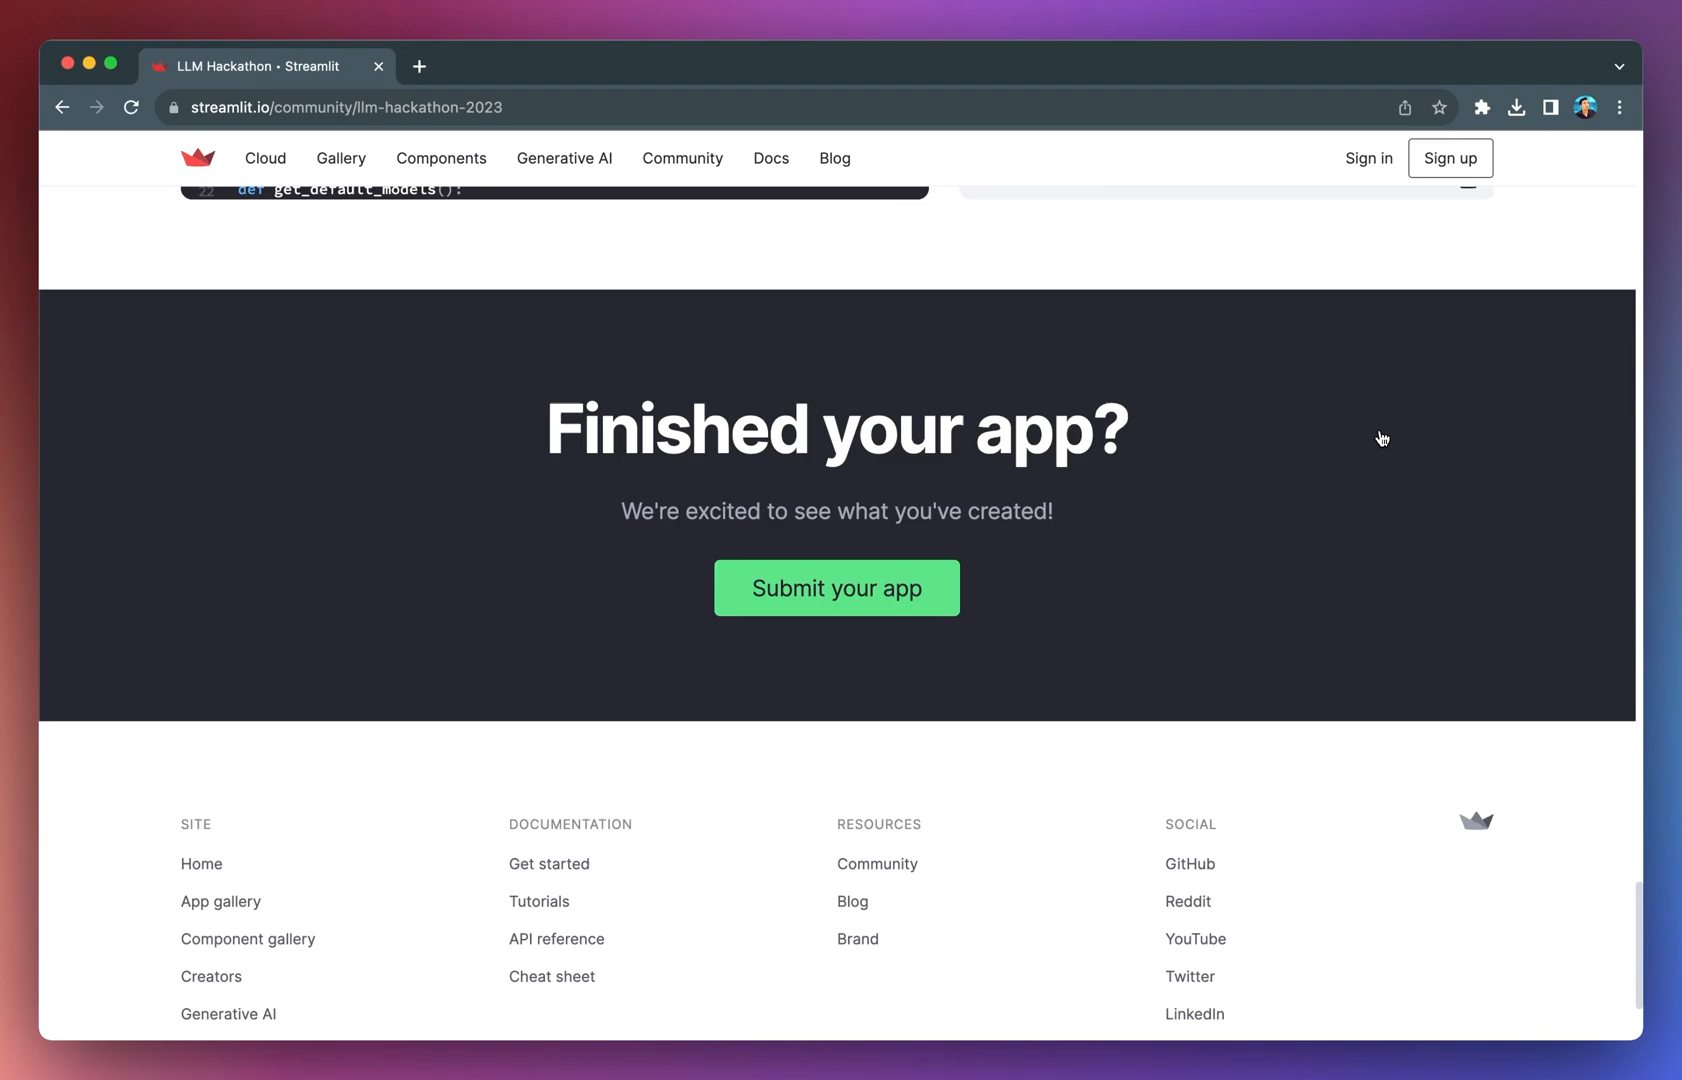 LLM Hackathon • Streamlit
streamlit.io/community/llm-hackathon-2023
Cloud Gallery Components Generative AI Community Docs Blog Sign in Sign up
22 def get_default_models():
Finished your app?
We're excited to see what you've created!
Submit your app
SITE DOCUMENTATION RESOURCES SOCIAL
Home Get started Community GitHub
App gallery Tutorials Blog Reddit
Component gallery API reference Brand YouTube
Creators Cheat sheet Twitter
Generative AI LinkedIn